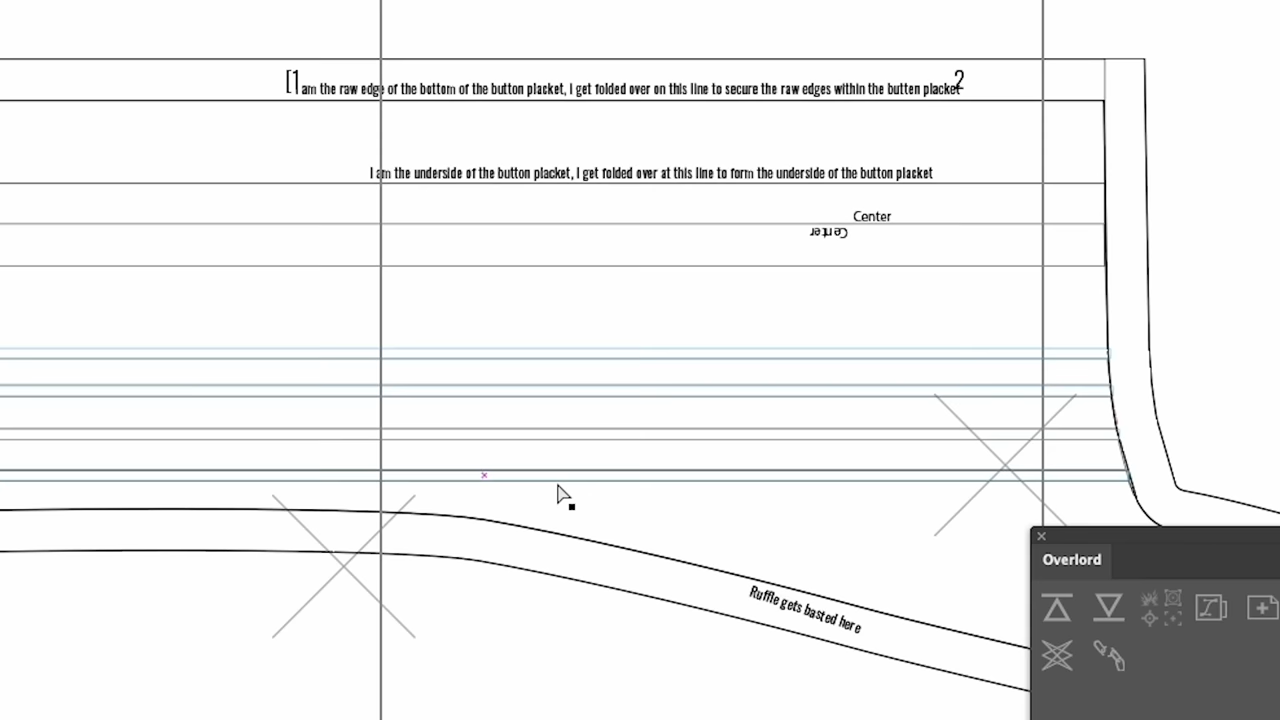 [1 am the raw edge of the bottom of the button placket, I get folded over on this line to secure the raw edges within the butten placket 2
I am the underside of the button placket, I get folded over at this line to form the underside of the button placket
Center
Center
Overlord
Ruffle gets basted here